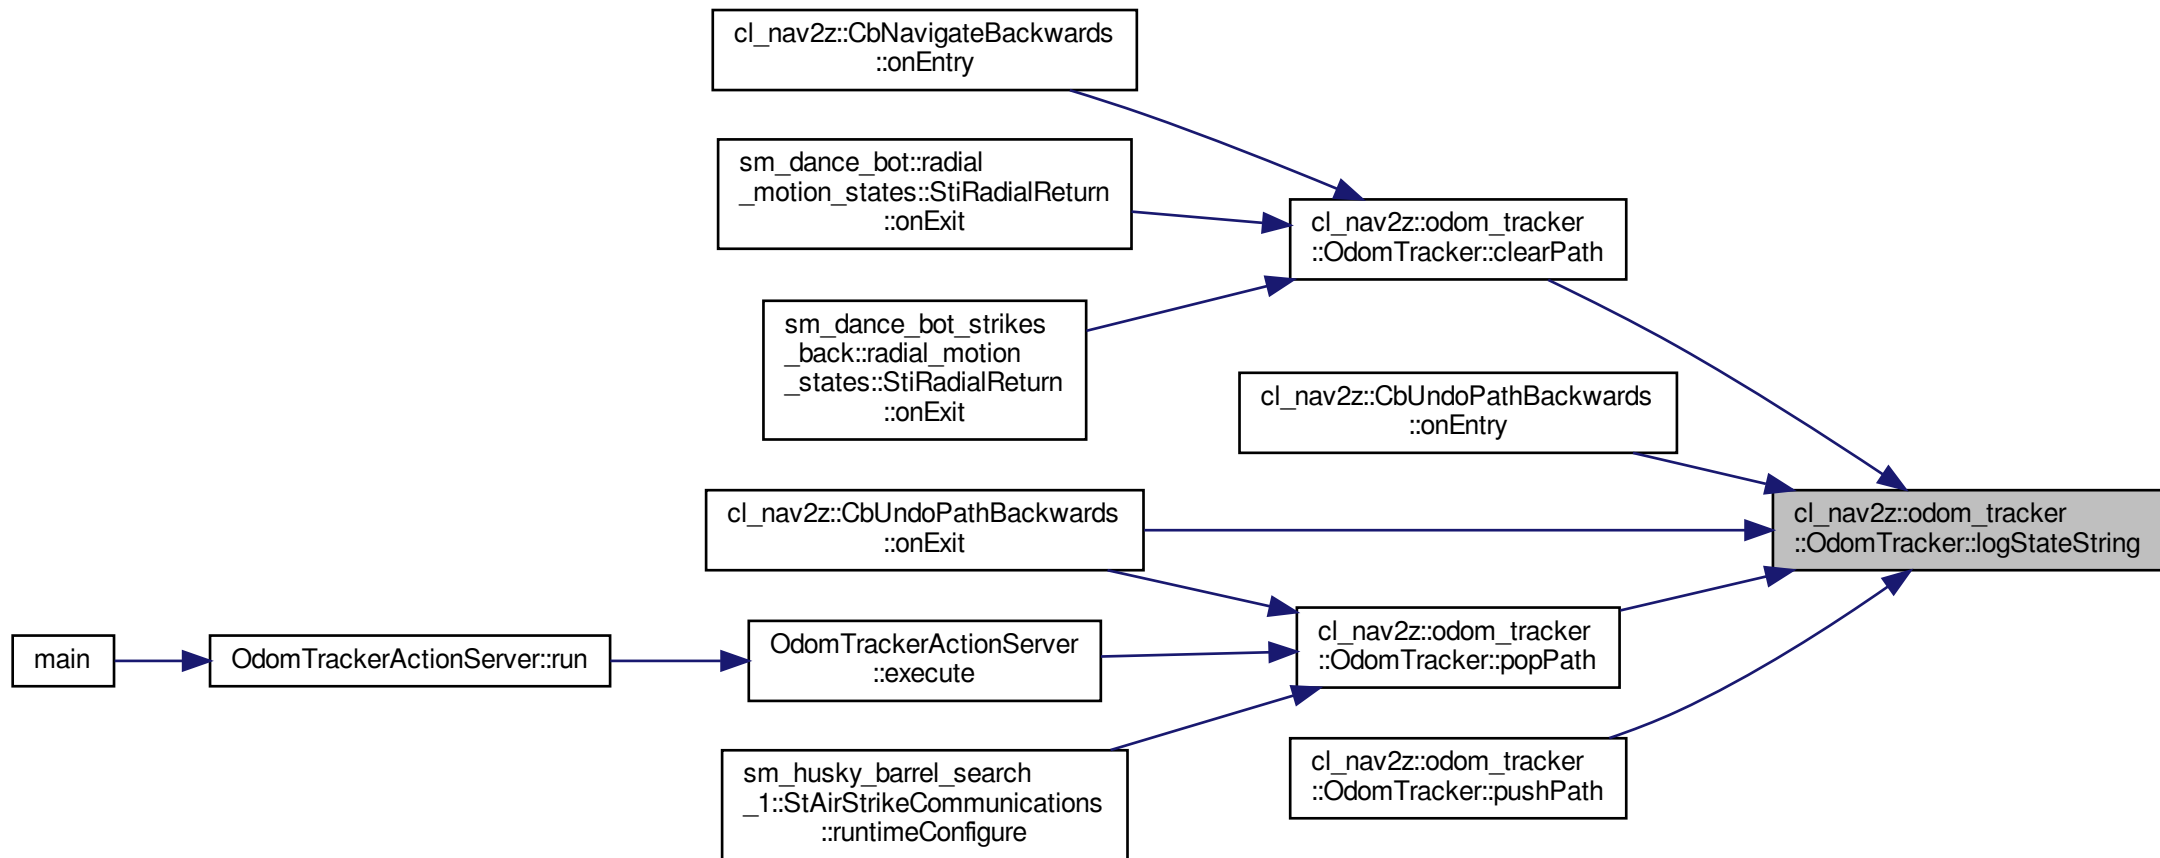 cl_nav2z::CbNavigateBackwards
::onEntry
sm_dance_bot::radial
_motion_states::StiRadialReturn
::onExit
cl_nav2z::odom_tracker
::OdomTracker::clearPath
sm_dance_bot_strikes
_back::radial_motion
_states::StiRadialReturn
::onExit
cl_nav2z::CbUndoPathBackwards
::onEntry
cl_nav2z::CbUndoPathBackwards
::onExit
cl_nav2z::odom_tracker
::OdomTracker::logStateString
main
OdomTrackerActionServer::run
OdomTrackerActionServer
::execute
cl_nav2z::odom_tracker
::OdomTracker::popPath
sm_husky_barrel_search
_1::StAirStrikeCommunications
::runtimeConfigure
cl_nav2z::odom_tracker
::OdomTracker::pushPath